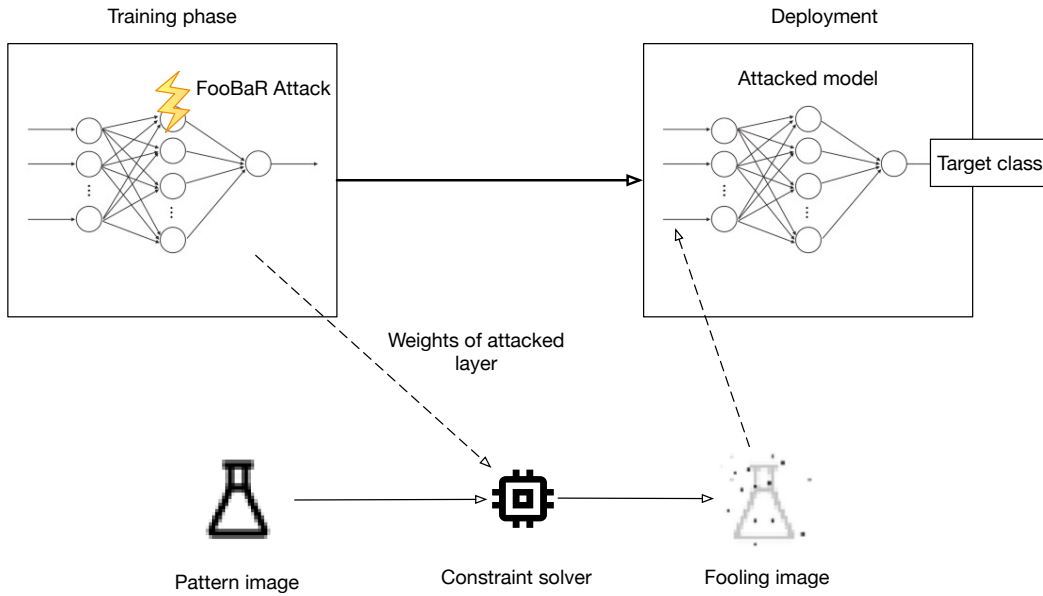 Training phase
Deployment
FooBaR Attack
Attacked model
Target class
Weights of attacked
layer
Pattern image
Constraint solver
Fooling image